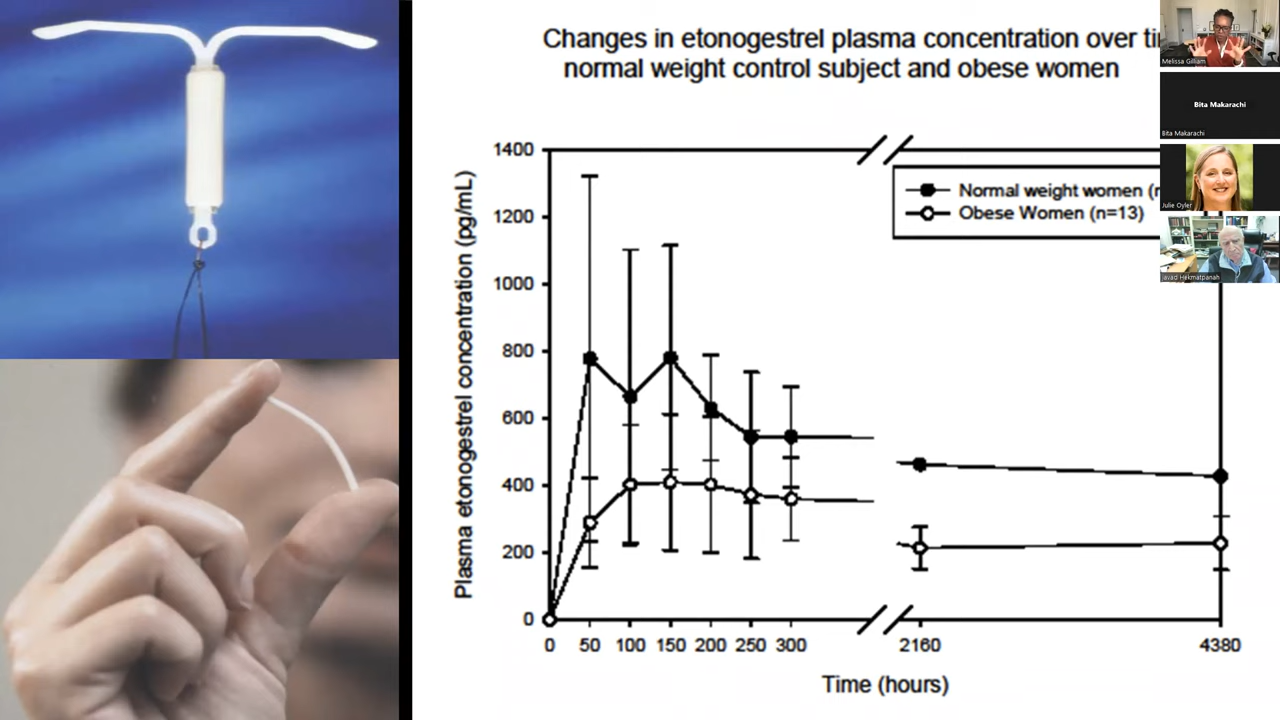 Changes in etonogestrel plasma concentration over
normal weight control subject and obese women
Plasma etonogestrel concentration (pg/mL)
1400
1200
1000
800
600
400
200
0
Normal weight women
Obese Women (n=13)
0 50 100 150 200 250 300 2160 4380
Time (hours)
Melissa Gilliam
Bita Makarachi
Bita Makarachi
Julie Oyler
Javad Hekmatpanah